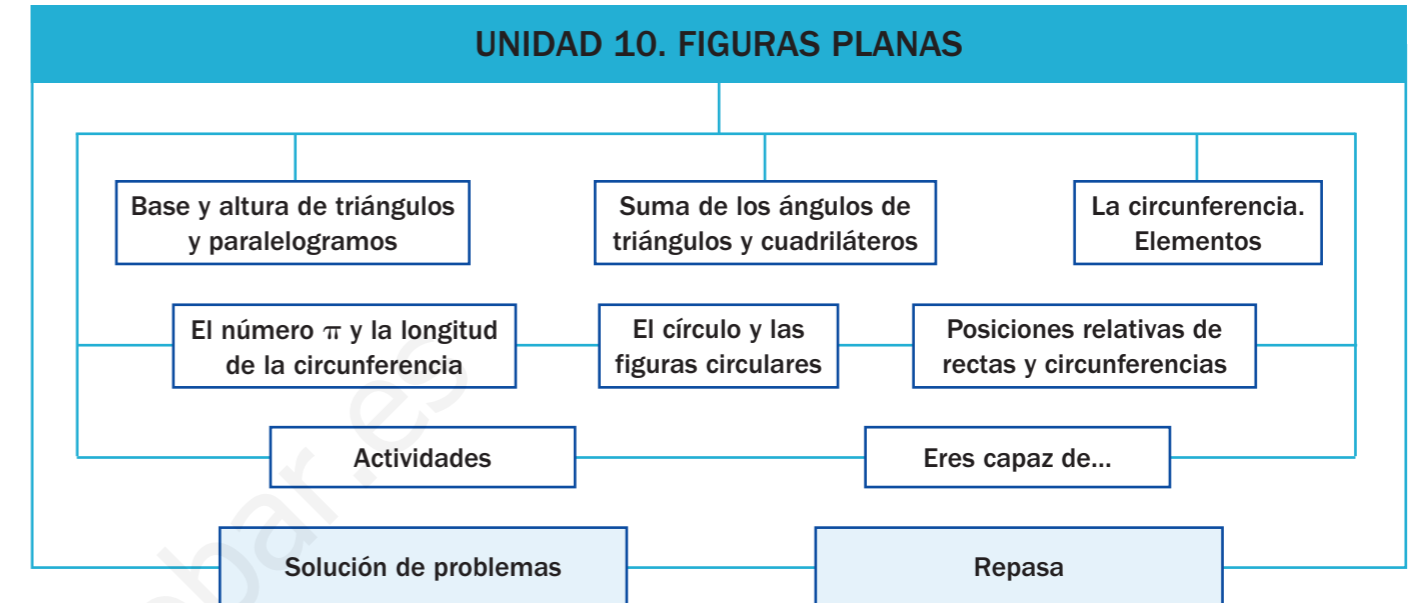 UNIDAD 10. FIGURAS PLANAS
Base y altura de triángulos
y paralelogramos
Suma de los ángulos de
triángulos y cuadriláteros
La circunferencia.
Elementos
El número π y la longitud
de la circunferencia
El círculo y las
figuras circulares
Posiciones relativas de
rectas y circunferencias
Actividades
Eres capaz de...
Solución de problemas
Repasa